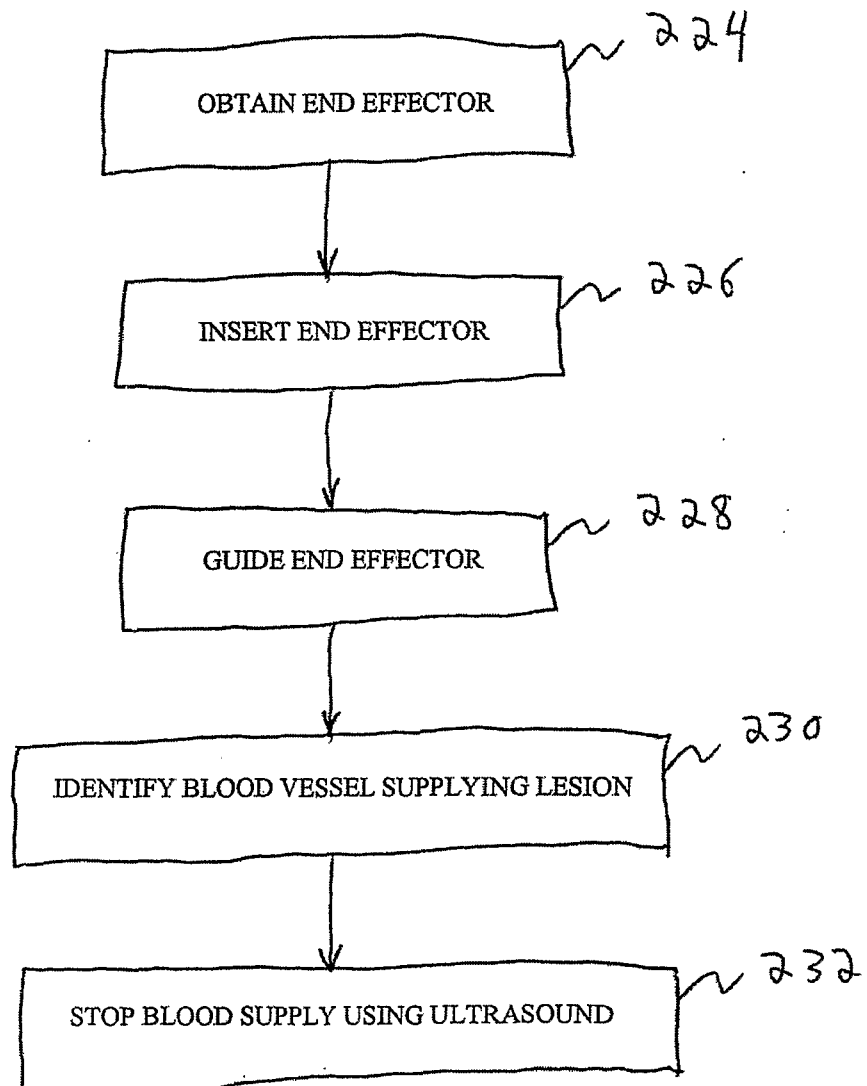 224
OBTAIN END EFFECTOR
226
INSERT END EFFECTOR
228
GUIDE END EFFECTOR
230
IDENTIFY BLOOD VESSEL SUPPLYING LESION
232
STOP BLOOD SUPPLY USING ULTRASOUND